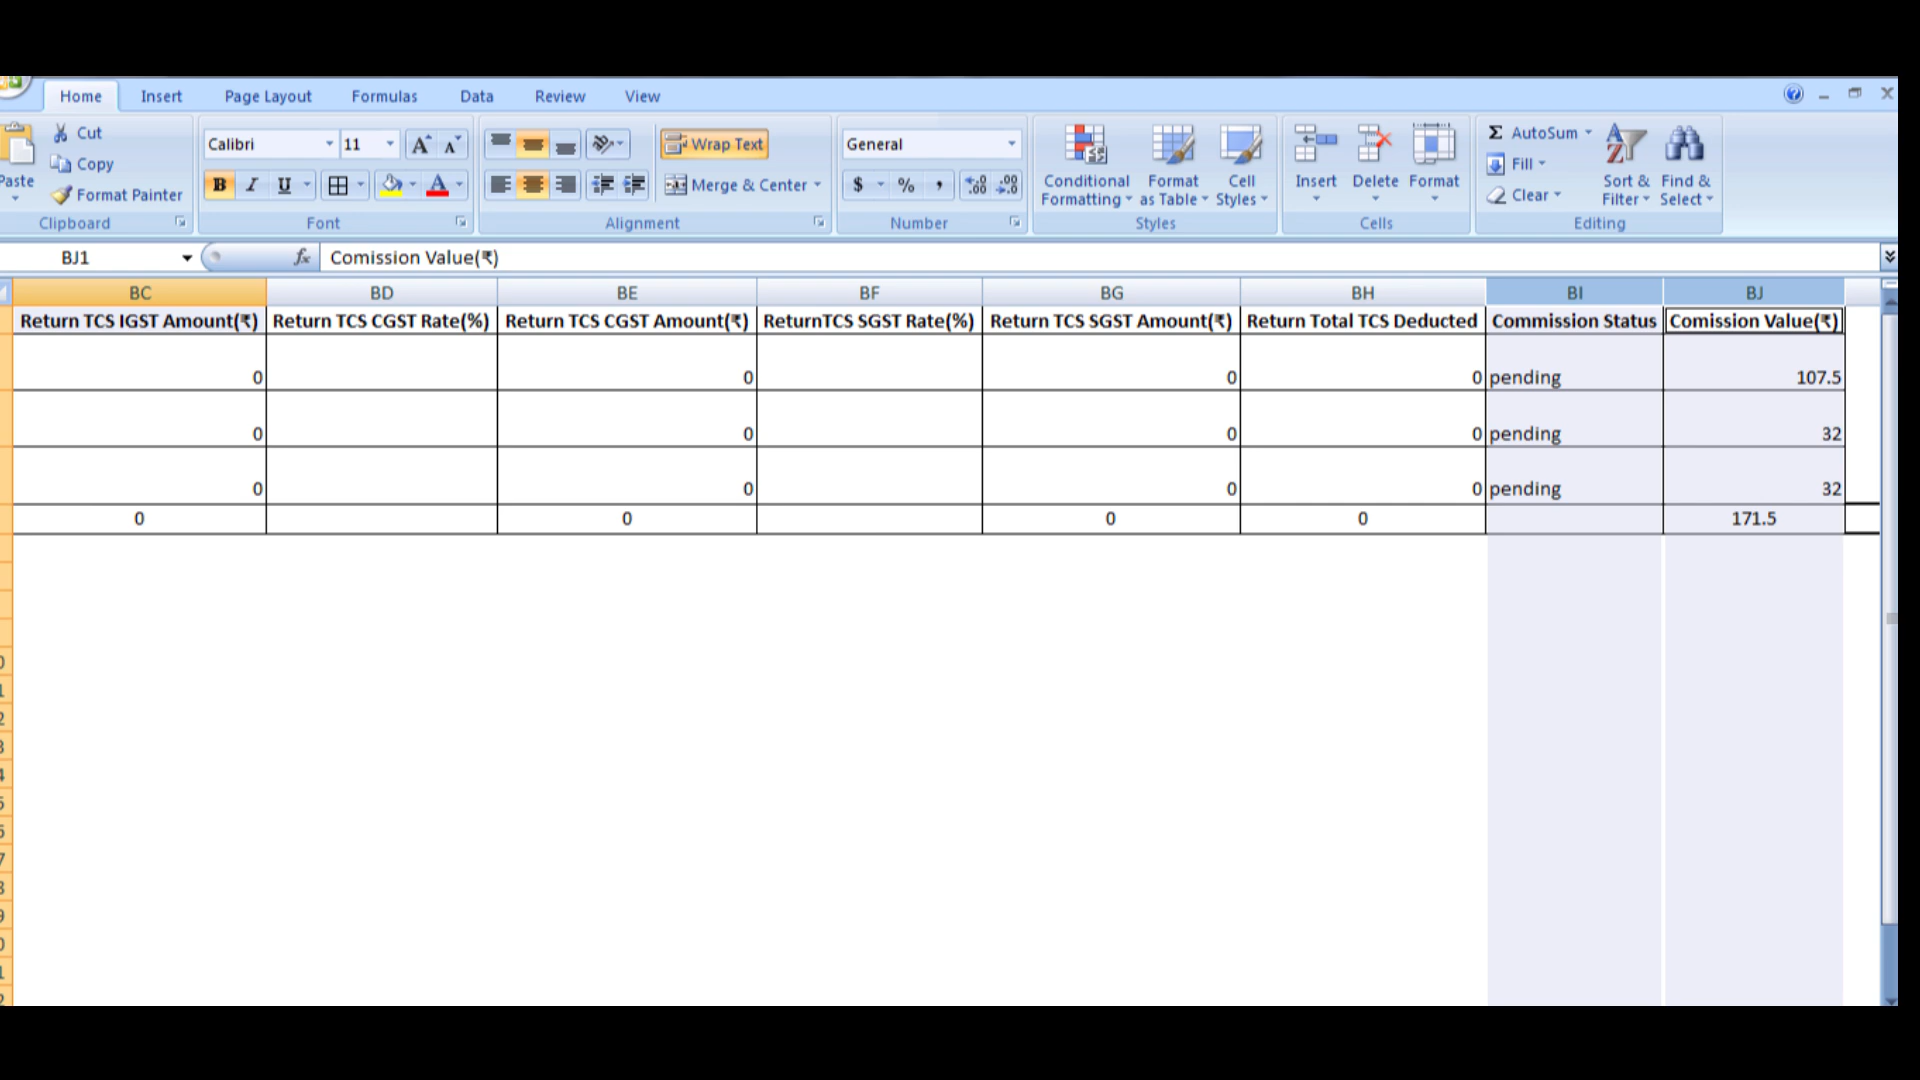 Home Insert Page Layout Formulas Data Review View
Cut
Copy
Format Painter
Paste
Clipboard
Calibri 11
B I U
Font
Wrap Text
Merge & Center
Alignment
General
$ % ,
Number
Conditional Formatting
Format as Table
Cell Styles
Styles
Insert Delete Format
Cells
Σ AutoSum
Fill
Clear
Sort & Filter
Find & Select
Editing
BJ1 fx Comission Value(₹)
BC BD BE BF BG BH BI BJ
Return TCS IGST Amount(₹) Return TCS CGST Rate(%) Return TCS CGST Amount(₹) ReturnTCS SGST Rate(%) Return TCS SGST Amount(₹) Return Total TCS Deducted Commission Status Comission Value(₹)
0 0 0 0 pending 107.5
0 0 0 0 pending 32
0 0 0 0 pending 32
0 0 0 0 171.5